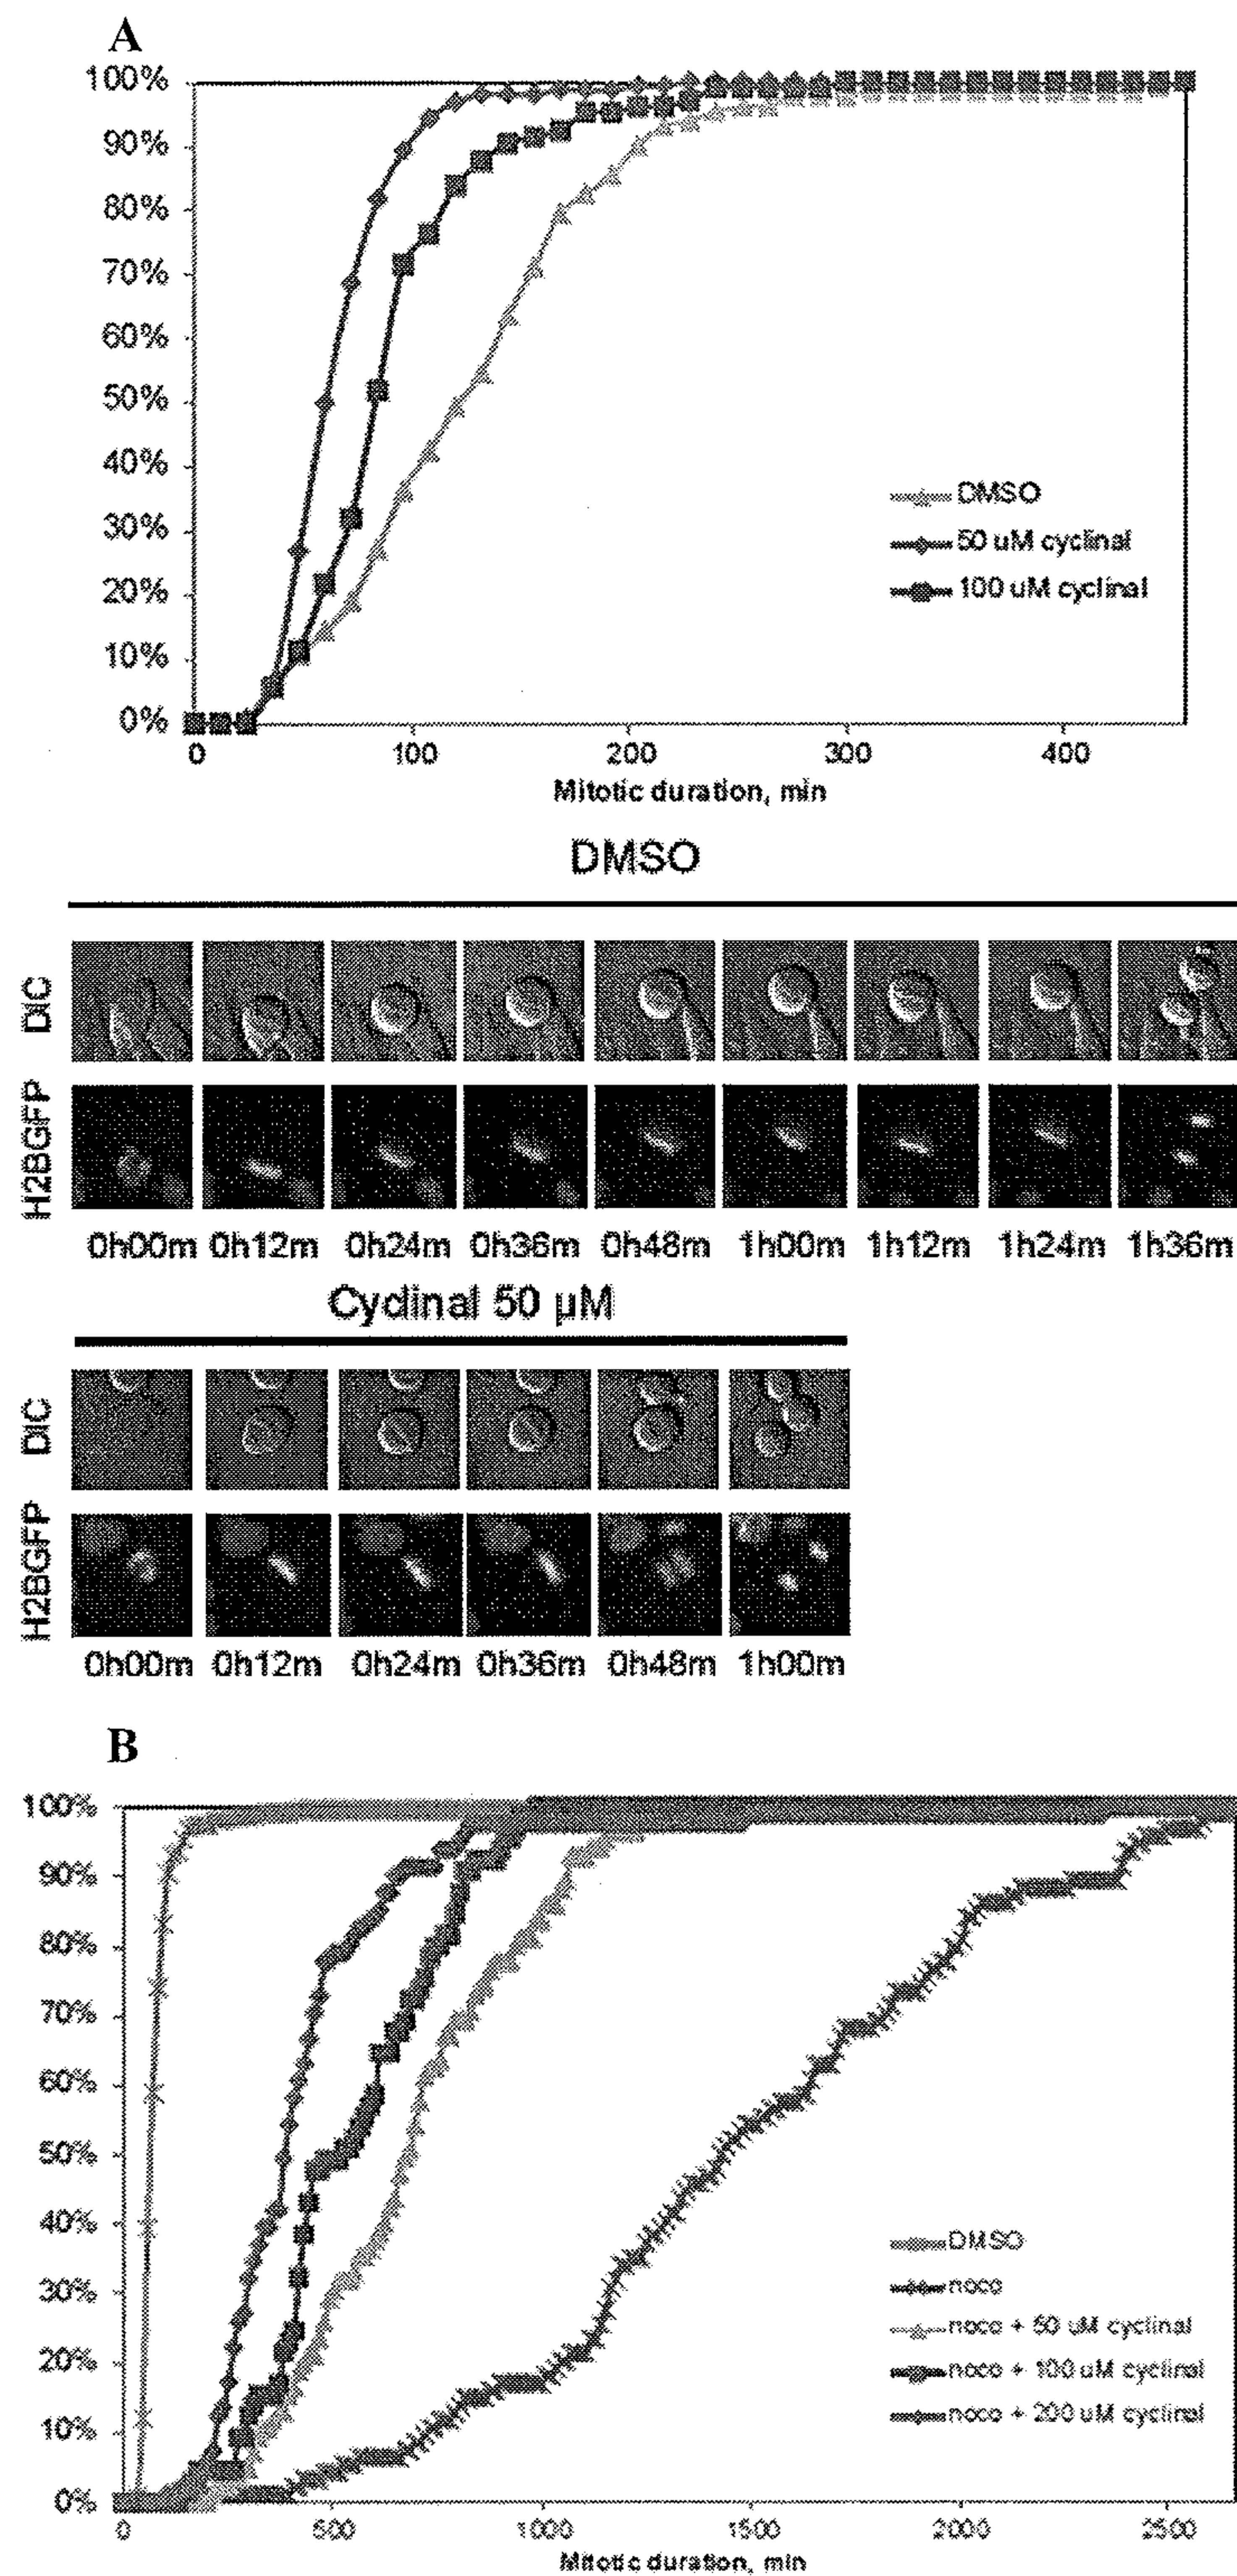 A
100%
90%
80%
70%
60%
50%
40%
30%
20%
10%
0%
0 100 200 300 400
Mitotic duration, min
DMSO
50 uM cyclinal
100 uM cyclinal
DMSO
DIC
H2BGFP
0h00m 0h12m 0h24m 0h36m 0h48m 1h00m 1h12m 1h24m 1h36m
Cyclinal 50 µM
DIC
H2BGFP
0h00m 0h12m 0h24m 0h36m 0h48m 1h00m
B
100%
90%
80%
70%
60%
50%
40%
30%
20%
10%
0%
0 500 1000 1500 2000 2500
Mitotic duration, min
DMSO
noco
noco + 50 uM cyclinal
noco + 100 uM cyclinal
noco + 200 uM cyclinal